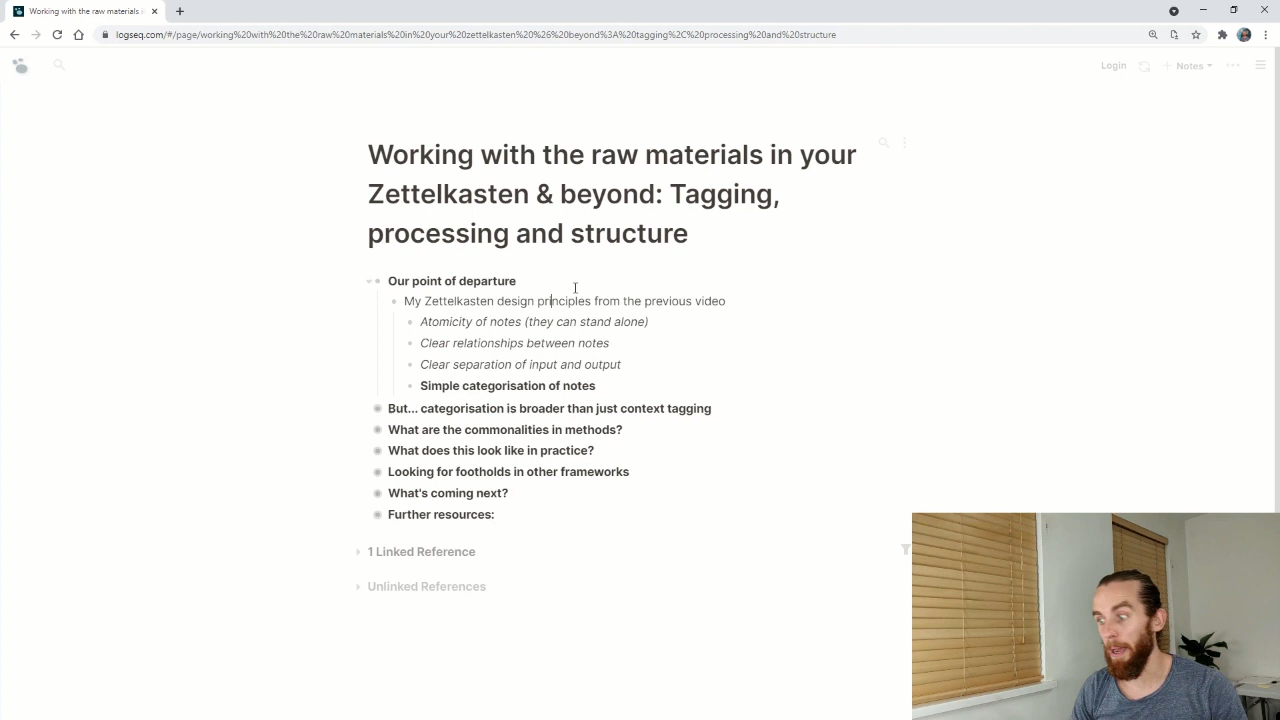 Working with the raw materials in
logseq.com/#/page/working%20with%20the%20raw%20materials%20in%20your%20zettelkasten%20%26%20beyond%3A%20tagging%2C%20processing%20and%20structure
Login
Notes
Working with the raw materials in your
Zettelkasten & beyond: Tagging,
processing and structure
Our point of departure
My Zettelkasten design principles from the previous video
Atomicity of notes (they can stand alone)
Clear relationships between notes
Clear separation of input and output
Simple categorisation of notes
But... categorisation is broader than just context tagging
What are the commonalities in methods?
What does this look like in practice?
Looking for footholds in other frameworks
What's coming next?
Further resources:
1 Linked Reference
Unlinked References